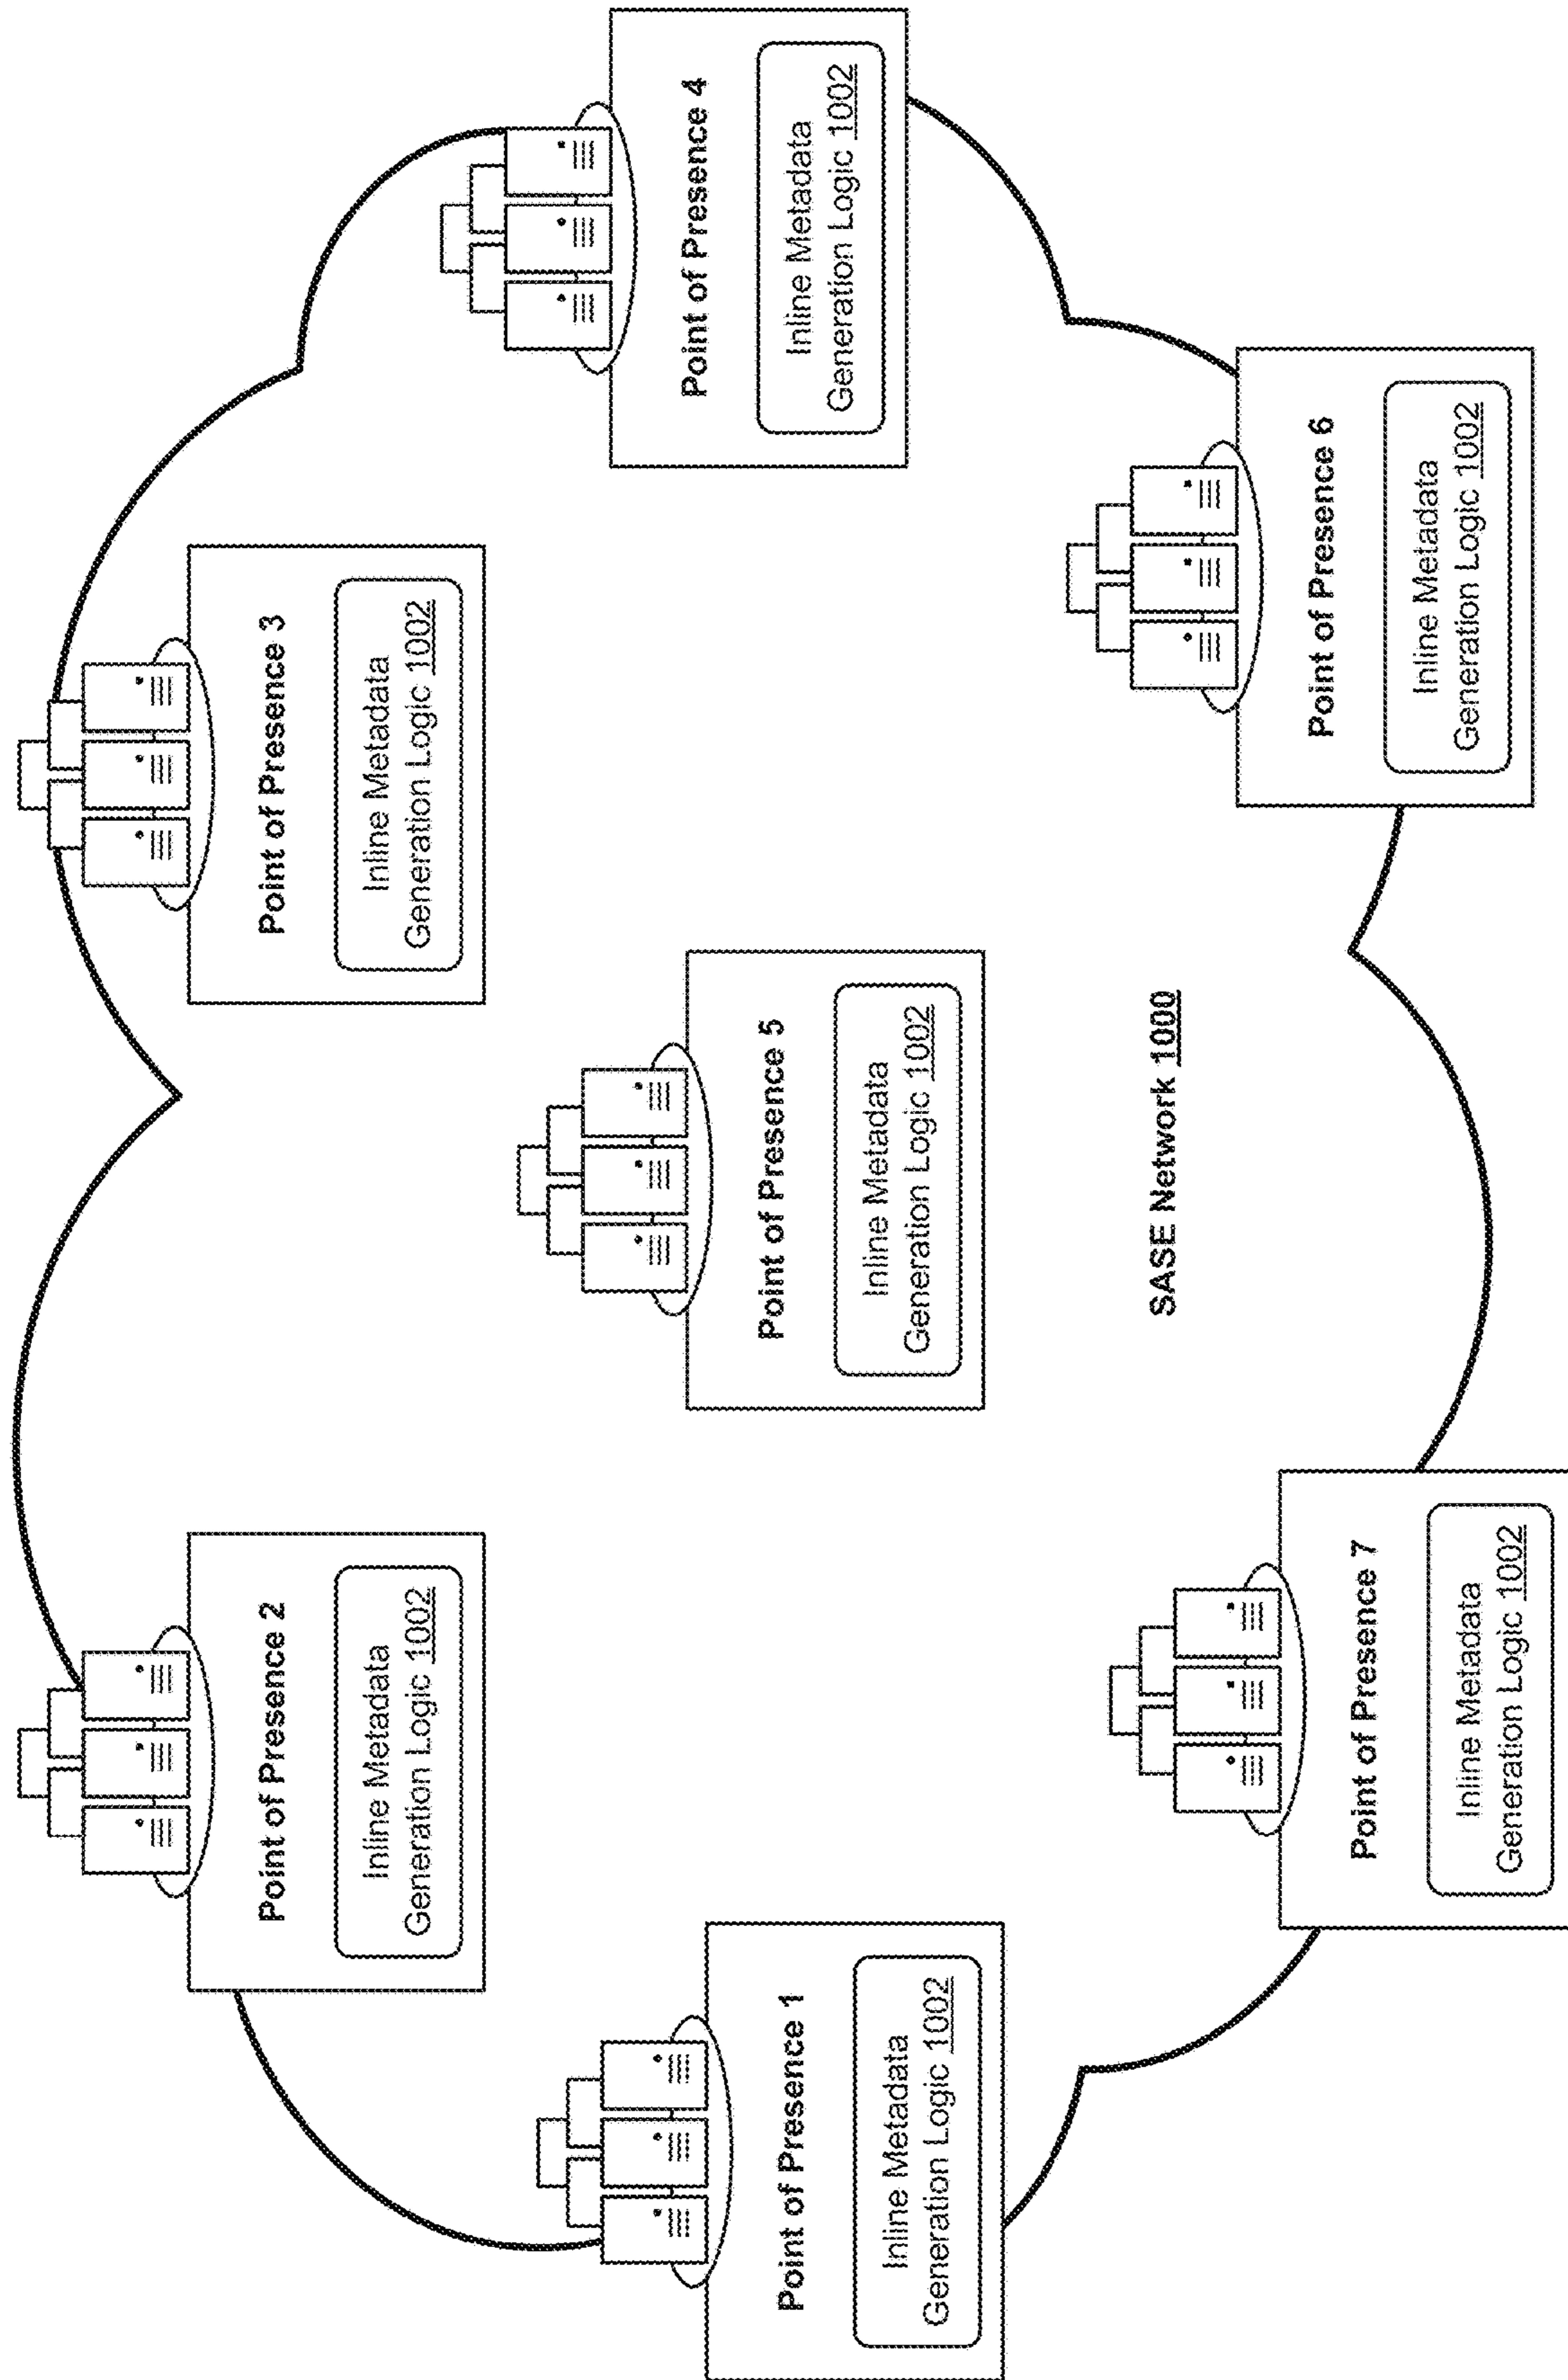 Point of Presence 2
Inline Metadata
Generation Logic 1002
Point of Presence 3
Inline Metadata
Generation Logic 1002
Point of Presence 4
Inline Metadata
Generation Logic 1002
Point of Presence 1
Inline Metadata
Generation Logic 1002
Point of Presence 5
Inline Metadata
Generation Logic 1002
SASE Network 1000
Point of Presence 7
Inline Metadata
Generation Logic 1002
Point of Presence 6
Inline Metadata
Generation Logic 1002